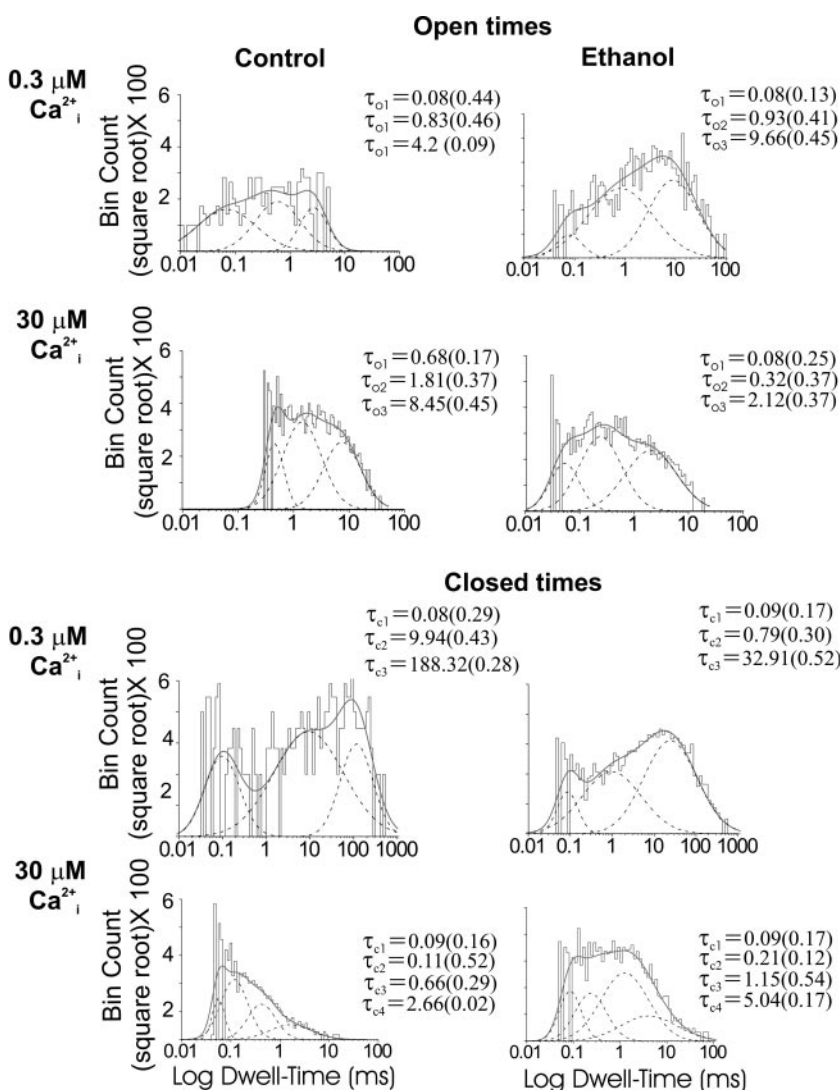 Open times
Control
Ethanol
0.3 μM
Ca²⁺ᵢ
Bin Count
(square root)X 100
6
4
2
τo1=0.08(0.44)
τo1=0.83(0.46)
τo1=4.2 (0.09)
0.01 0.1 1 10 100
τo1=0.08(0.13)
τo2=0.93(0.41)
τo3=9.66(0.45)
0.01 0.1 1 10 100
30 μM
Ca²⁺ᵢ
Bin Count
(square root)X 100
6
4
2
τo1=0.68(0.17)
τo2=1.81(0.37)
τo3=8.45(0.45)
0.01 0.1 1 10 100
τo1=0.08(0.25)
τo2=0.32(0.37)
τo3=2.12(0.37)
0.01 0.1 1 10 100
Closed times
0.3 μM
Ca²⁺ᵢ
Bin Count
(square root)X 100
6
4
2
τc1=0.08(0.29)
τc2=9.94(0.43)
τc3=188.32(0.28)
0.01 0.1 1 10 100 1000
τc1=0.09(0.17)
τc2=0.79(0.30)
τc3=32.91(0.52)
0.01 0.1 1 10 100 1000
30 μM
Ca²⁺ᵢ
Bin Count
(square root)X 100
6
4
2
τc1=0.09(0.16)
τc2=0.11(0.52)
τc3=0.66(0.29)
τc4=2.66(0.02)
0.01 0.1 1 10 100
Log Dwell-Time (ms)
τc1=0.09(0.17)
τc2=0.21(0.12)
τc3=1.15(0.54)
τc4=5.04(0.17)
0.01 0.1 1 10 100
Log Dwell-Time (ms)